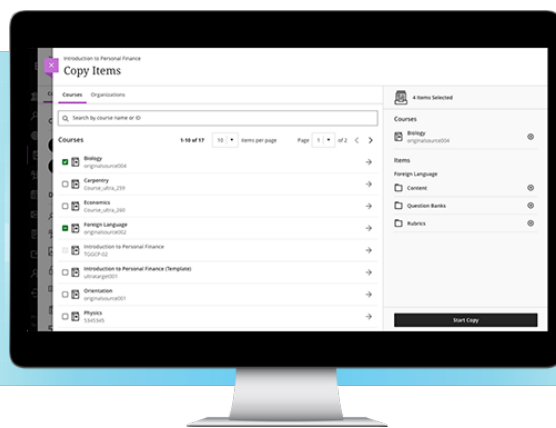 Introduction to Personal Finance
Copy Items
Courses Organizations
Search by course name or ID
Courses 1-10 of 17 10 items per page Page 1 of 2
Biology
originalsource004
Carpentry
Course_ultra_259
Economics
Course_ultra_260
Foreign Language
originalsource002
Introduction to Personal Finance
TGGCP-02
Introduction to Personal Finance (Template)
ultratarget001
Orientation
originalsource001
Physics
5345345
4 Items Selected
Courses
Biology
originalsource004
Items
Foreign Language
Content
Question Banks
Rubrics
Start Copy